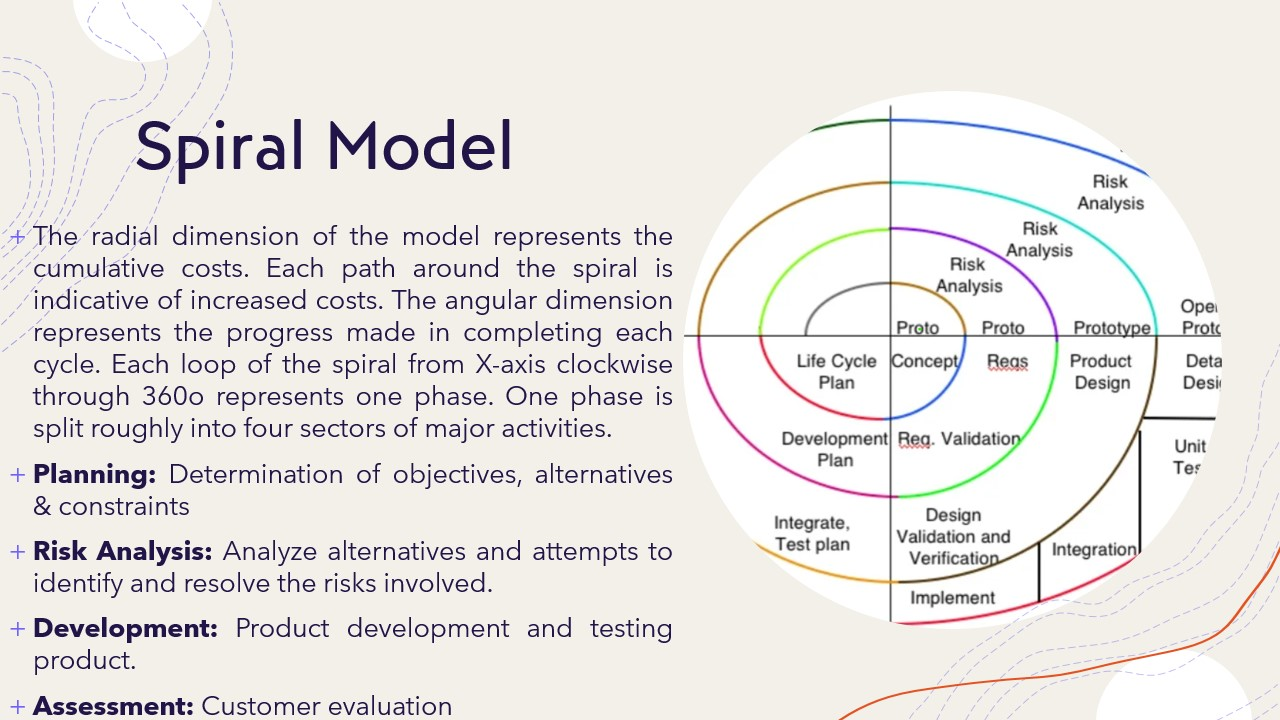 Spiral Model
+ The radial dimension of the model represents the
cumulative costs. Each path around the spiral is
indicative of increased costs. The angular dimension
represents the progress made in completing each
cycle. Each loop of the spiral from X-axis clockwise
through 360o represents one phase. One phase is
split roughly into four sectors of major activities.
+ Planning: Determination of objectives, alternatives
& constraints
+ Risk Analysis: Analyze alternatives and attempts to
identify and resolve the risks involved.
+ Development: Product development and testing
product.
+ Assessment: Customer evaluation
Risk
Analysis
Risk
Analysis
Risk
Analysis
Proto
Proto
Prototype
Life Cycle
Plan
Concept
Reqs
Product
Design
Development
Plan
Req. Validation
Unit
Integrate,
Test plan
Design
Validation and
Verification
Integration
Implement